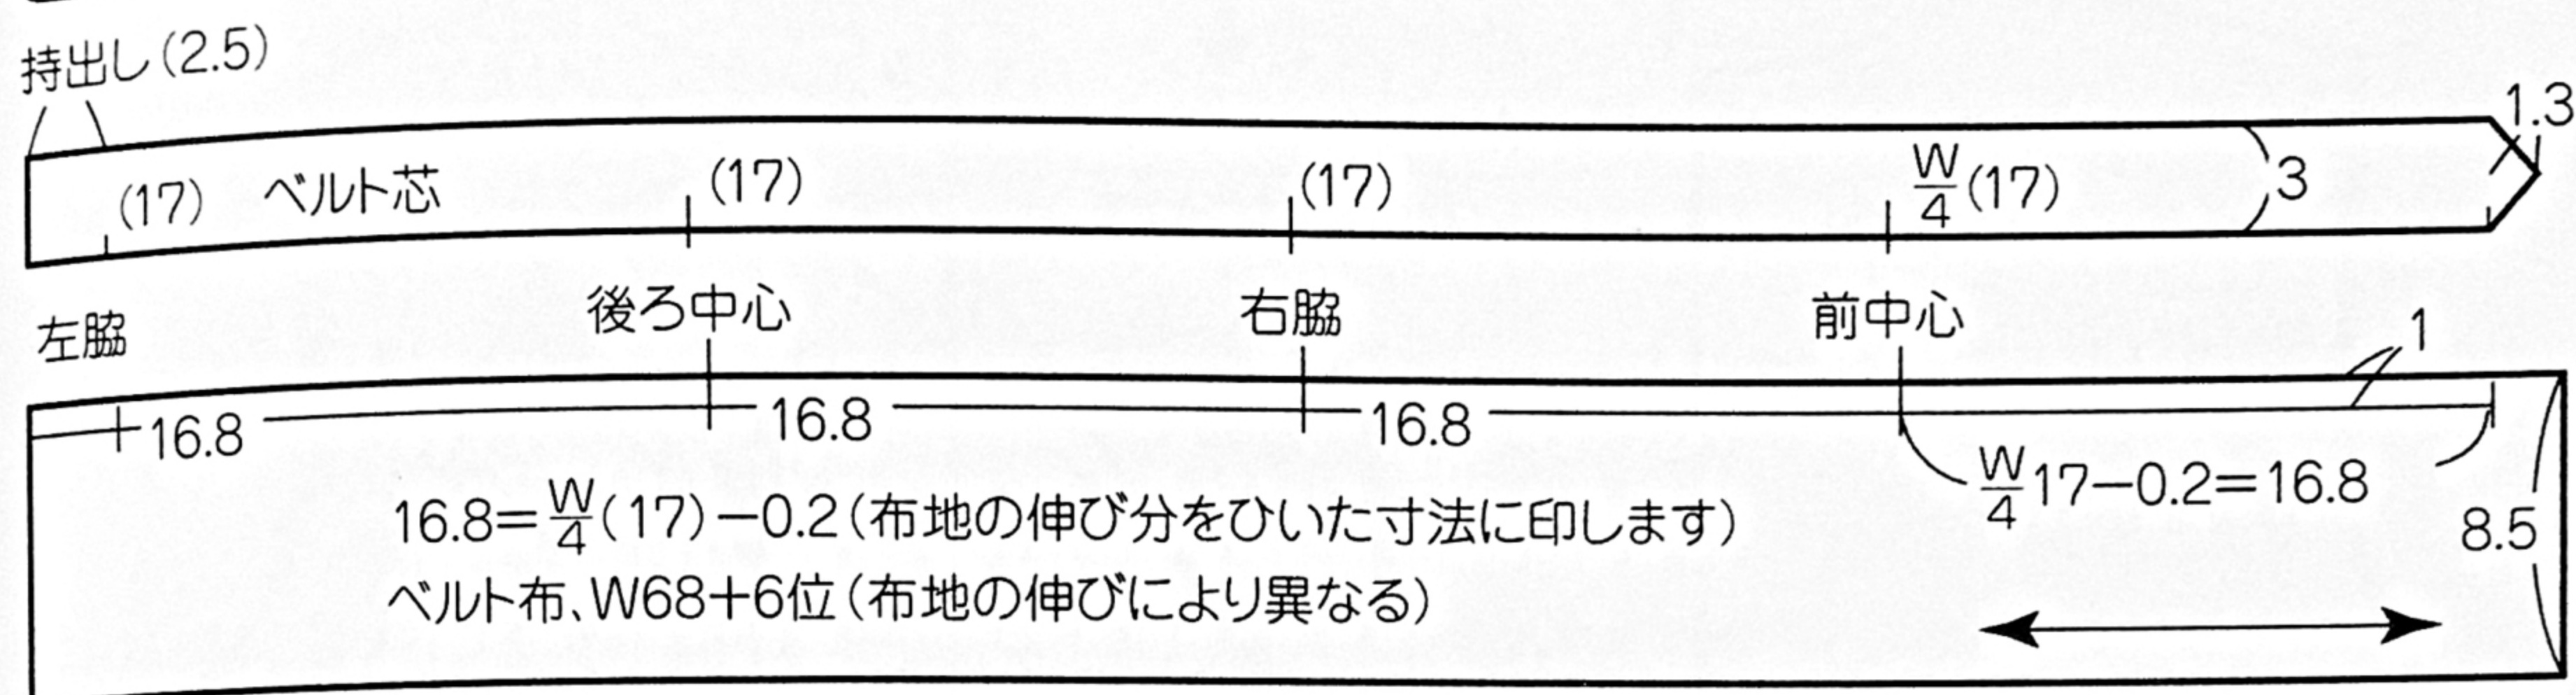 持出し(2.5)
1.3
(17) ベルト芯 (17) (17) W/4(17) 3
左脇 後ろ中心 右脇 前中心 1
16.8 16.8 16.8
W/4 17−0.2=16.8
16.8=W/4(17)−0.2(布地の伸び分をひいた寸法に印します)
8.5
ベルト布、W68+6位(布地の伸びにより異なる)